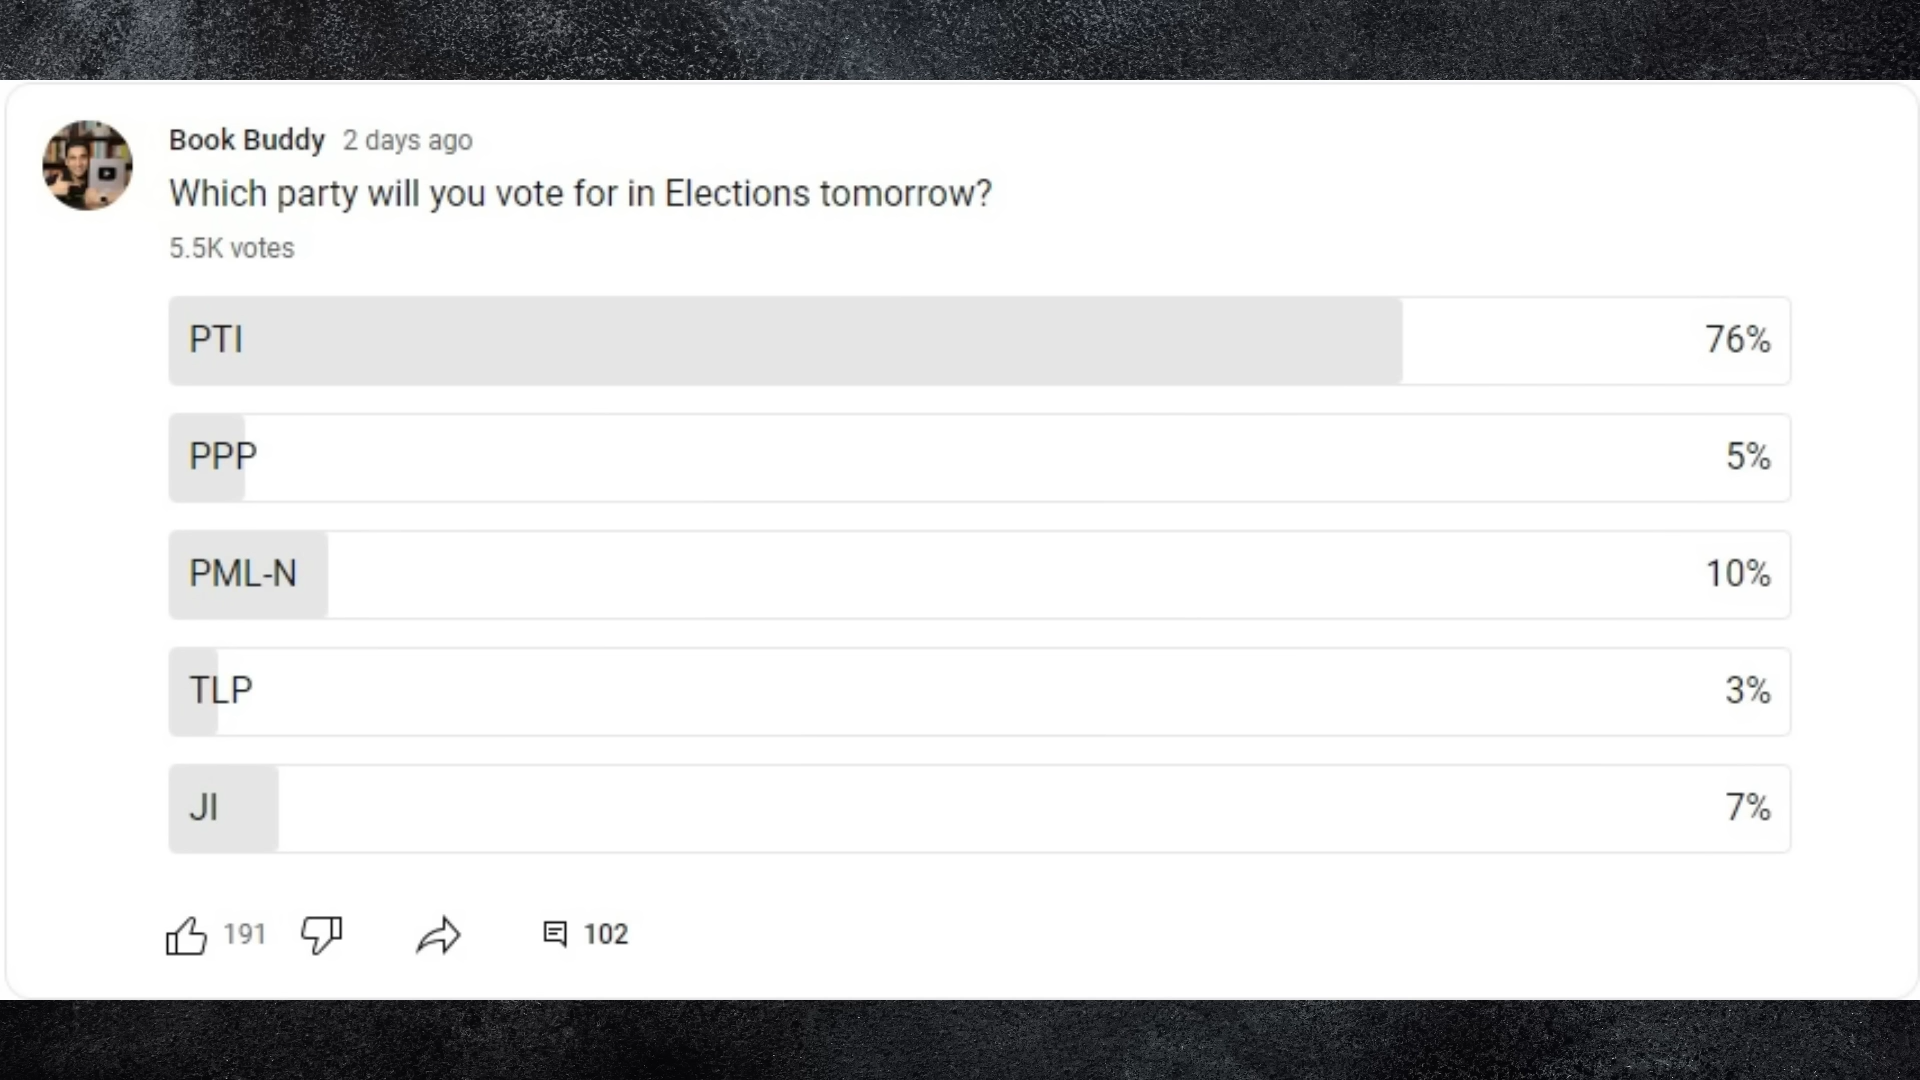 Book Buddy 2 days ago
Which party will you vote for in Elections tomorrow?
5.5K votes
PTI 76%
PPP 5%
PML-N 10%
TLP 3%
JI 7%
191 102